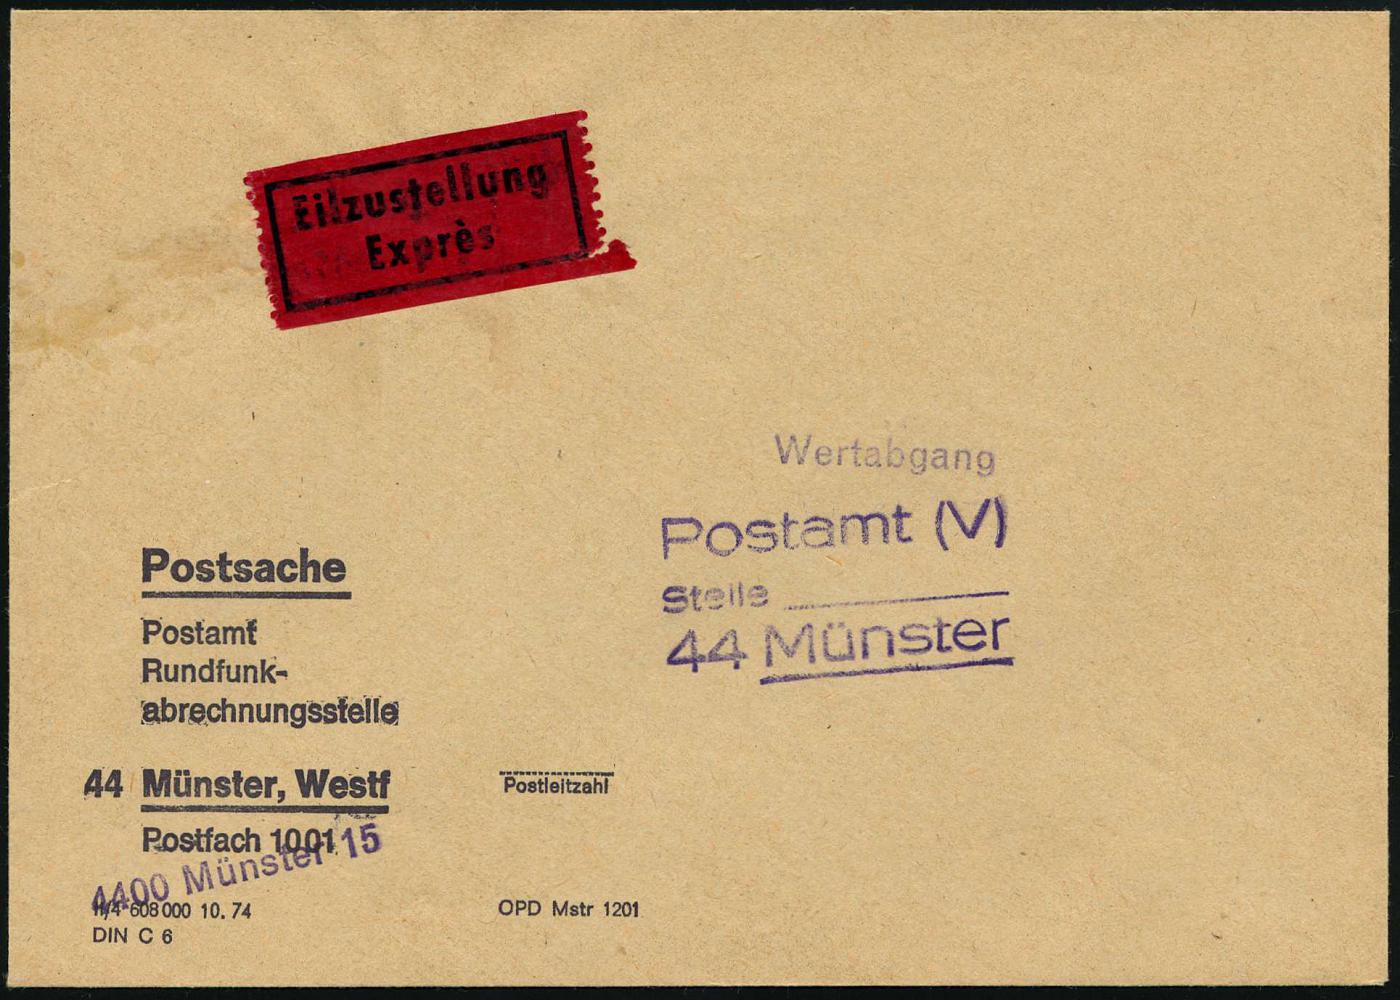 Eilzustellung
Exprès
Wertabgang
Postamt (V)
Stelle
44 Münster
Postsache
Postamt
Rundfunk-
abrechnungsstelle
44 Münster, Westf
Postleitzahl
Postfach 1001
4400 Münster 15
II/4 608 000 10. 74
DIN C 6
OPD Mstr 1201